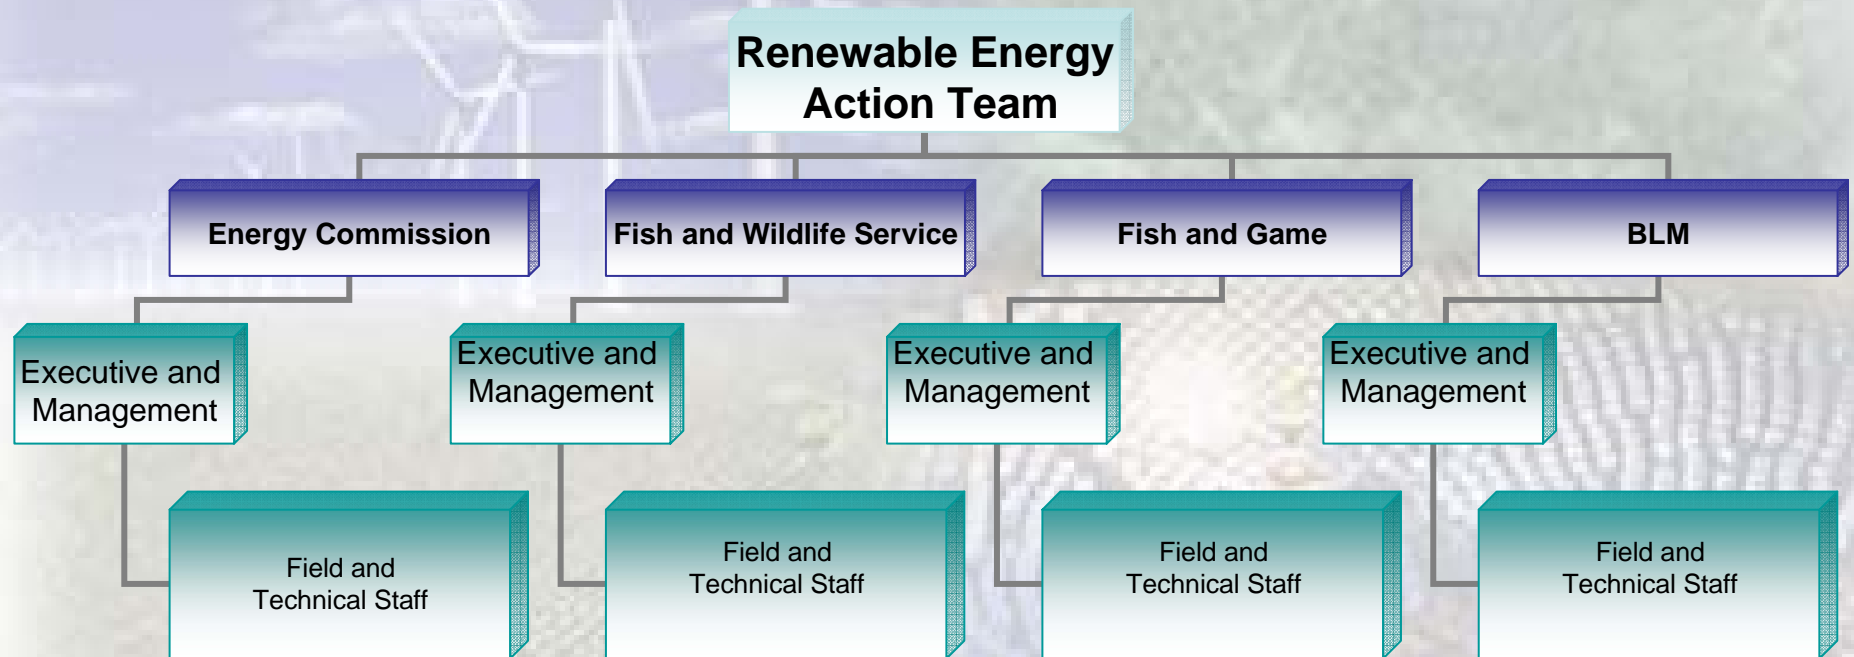 Renewable Energy
Action Team
Energy Commission
Fish and Wildlife Service
Fish and Game
BLM
Executive and
Management
Executive and
Management
Executive and
Management
Executive and
Management
Field and
Technical Staff
Field and
Technical Staff
Field and
Technical Staff
Field and
Technical Staff